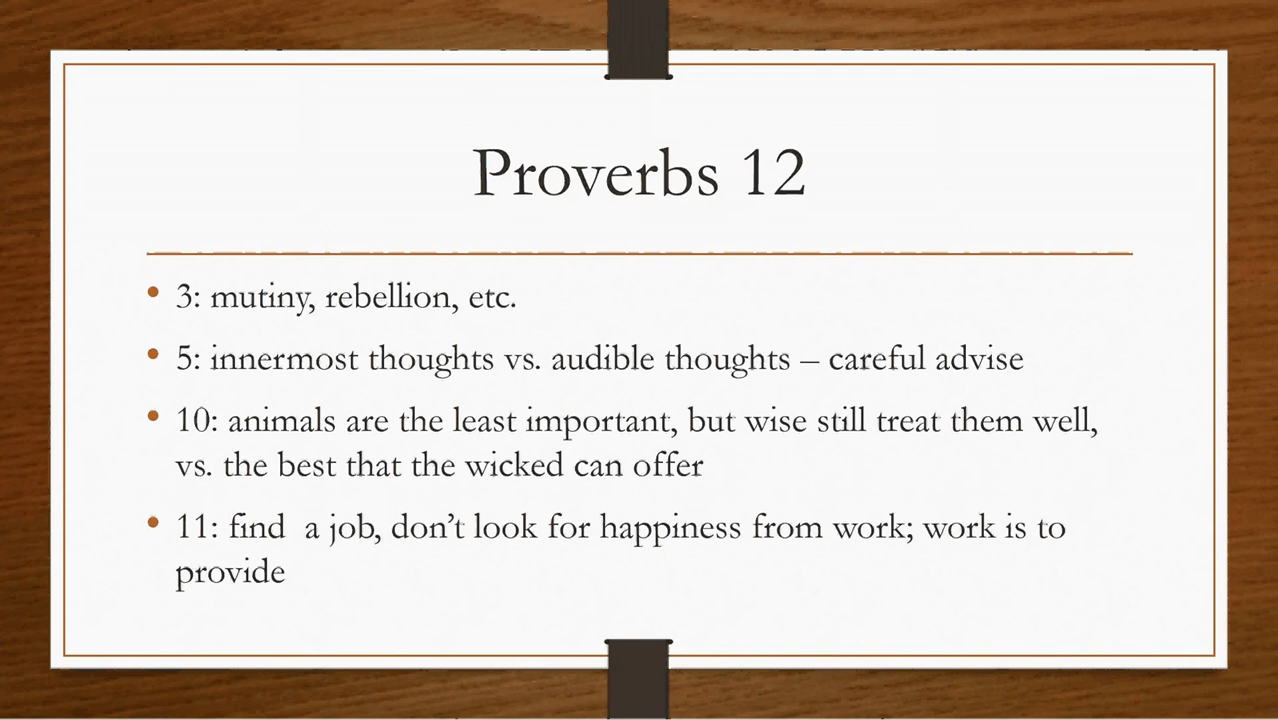 Proverbs 12
• 3: mutiny, rebellion, etc.
• 5: innermost thoughts vs. audible thoughts – careful advise
• 10: animals are the least important, but wise still treat them well,
vs. the best that the wicked can offer
• 11: find  a job, don’t look for happiness from work; work is to
provide